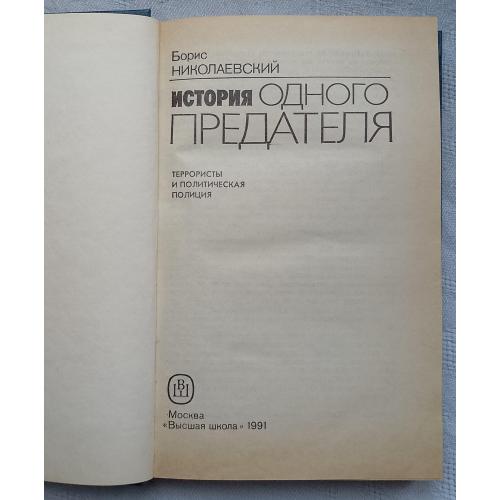 Борис
НИКОЛАЕВСКИЙ
ИСТОРИЯ ОДНОГО
ПРЕДАТЕЛЯ
ТЕРРОРИСТЫ
И ПОЛИТИЧЕСКАЯ
ПОЛИЦИЯ
ВШ
Москва
«Высшая школа» 1991